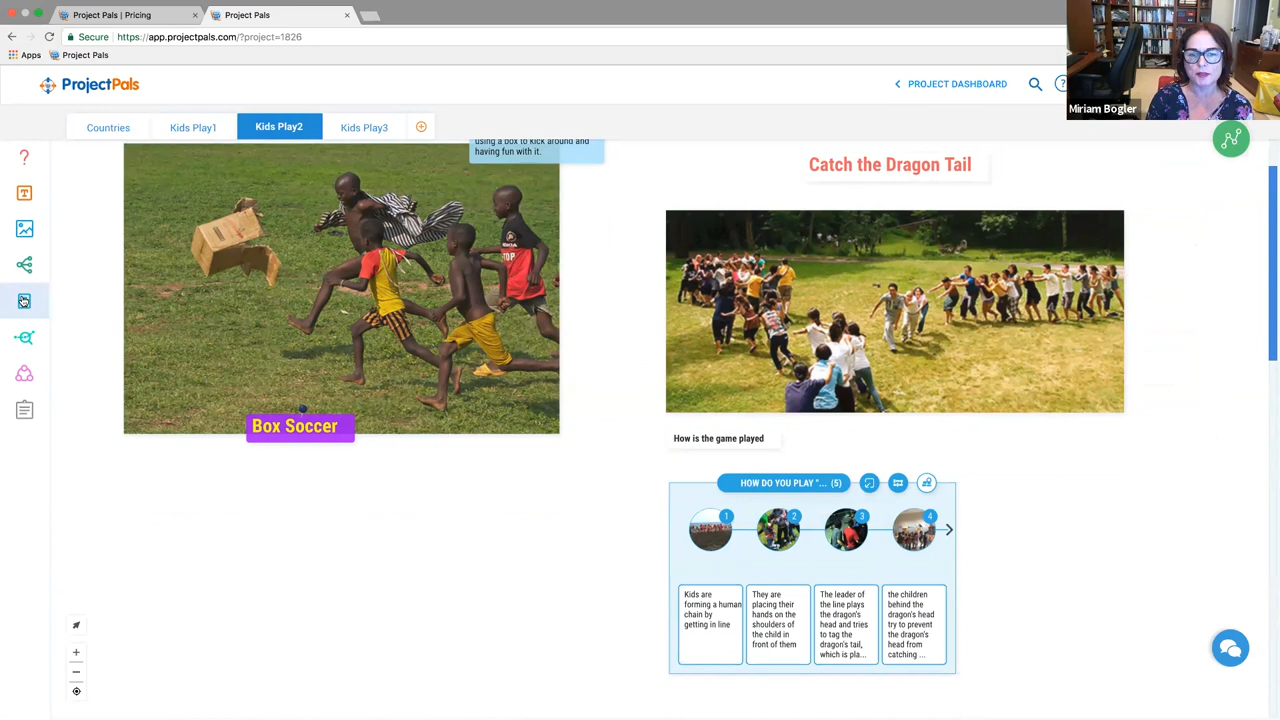 Project Pals | Pricing
Project Pals
Secure
https://app.projectpals.com/?project=1826
Apps
Project Pals
ProjectPals
PROJECT DASHBOARD
Miriam Bogler
Countries
Kids Play1
Kids Play2
Kids Play3
using a box to kick around and
having fun with it.
Catch the Dragon Tail
TOP
Box Soccer
How is the game played
HOW DO YOU PLAY "... (5)
1
2
3
4
Kids are
forming a human
chain by
getting in line
They are
placing their
hands on the
shoulders of
the child in
front of them
The leader of
the line plays
the dragon's
head and tries
to tag the
dragon's tail,
which is pla...
the children
behind the
dragon's head
try to prevent
the dragon's
head from
catching ...